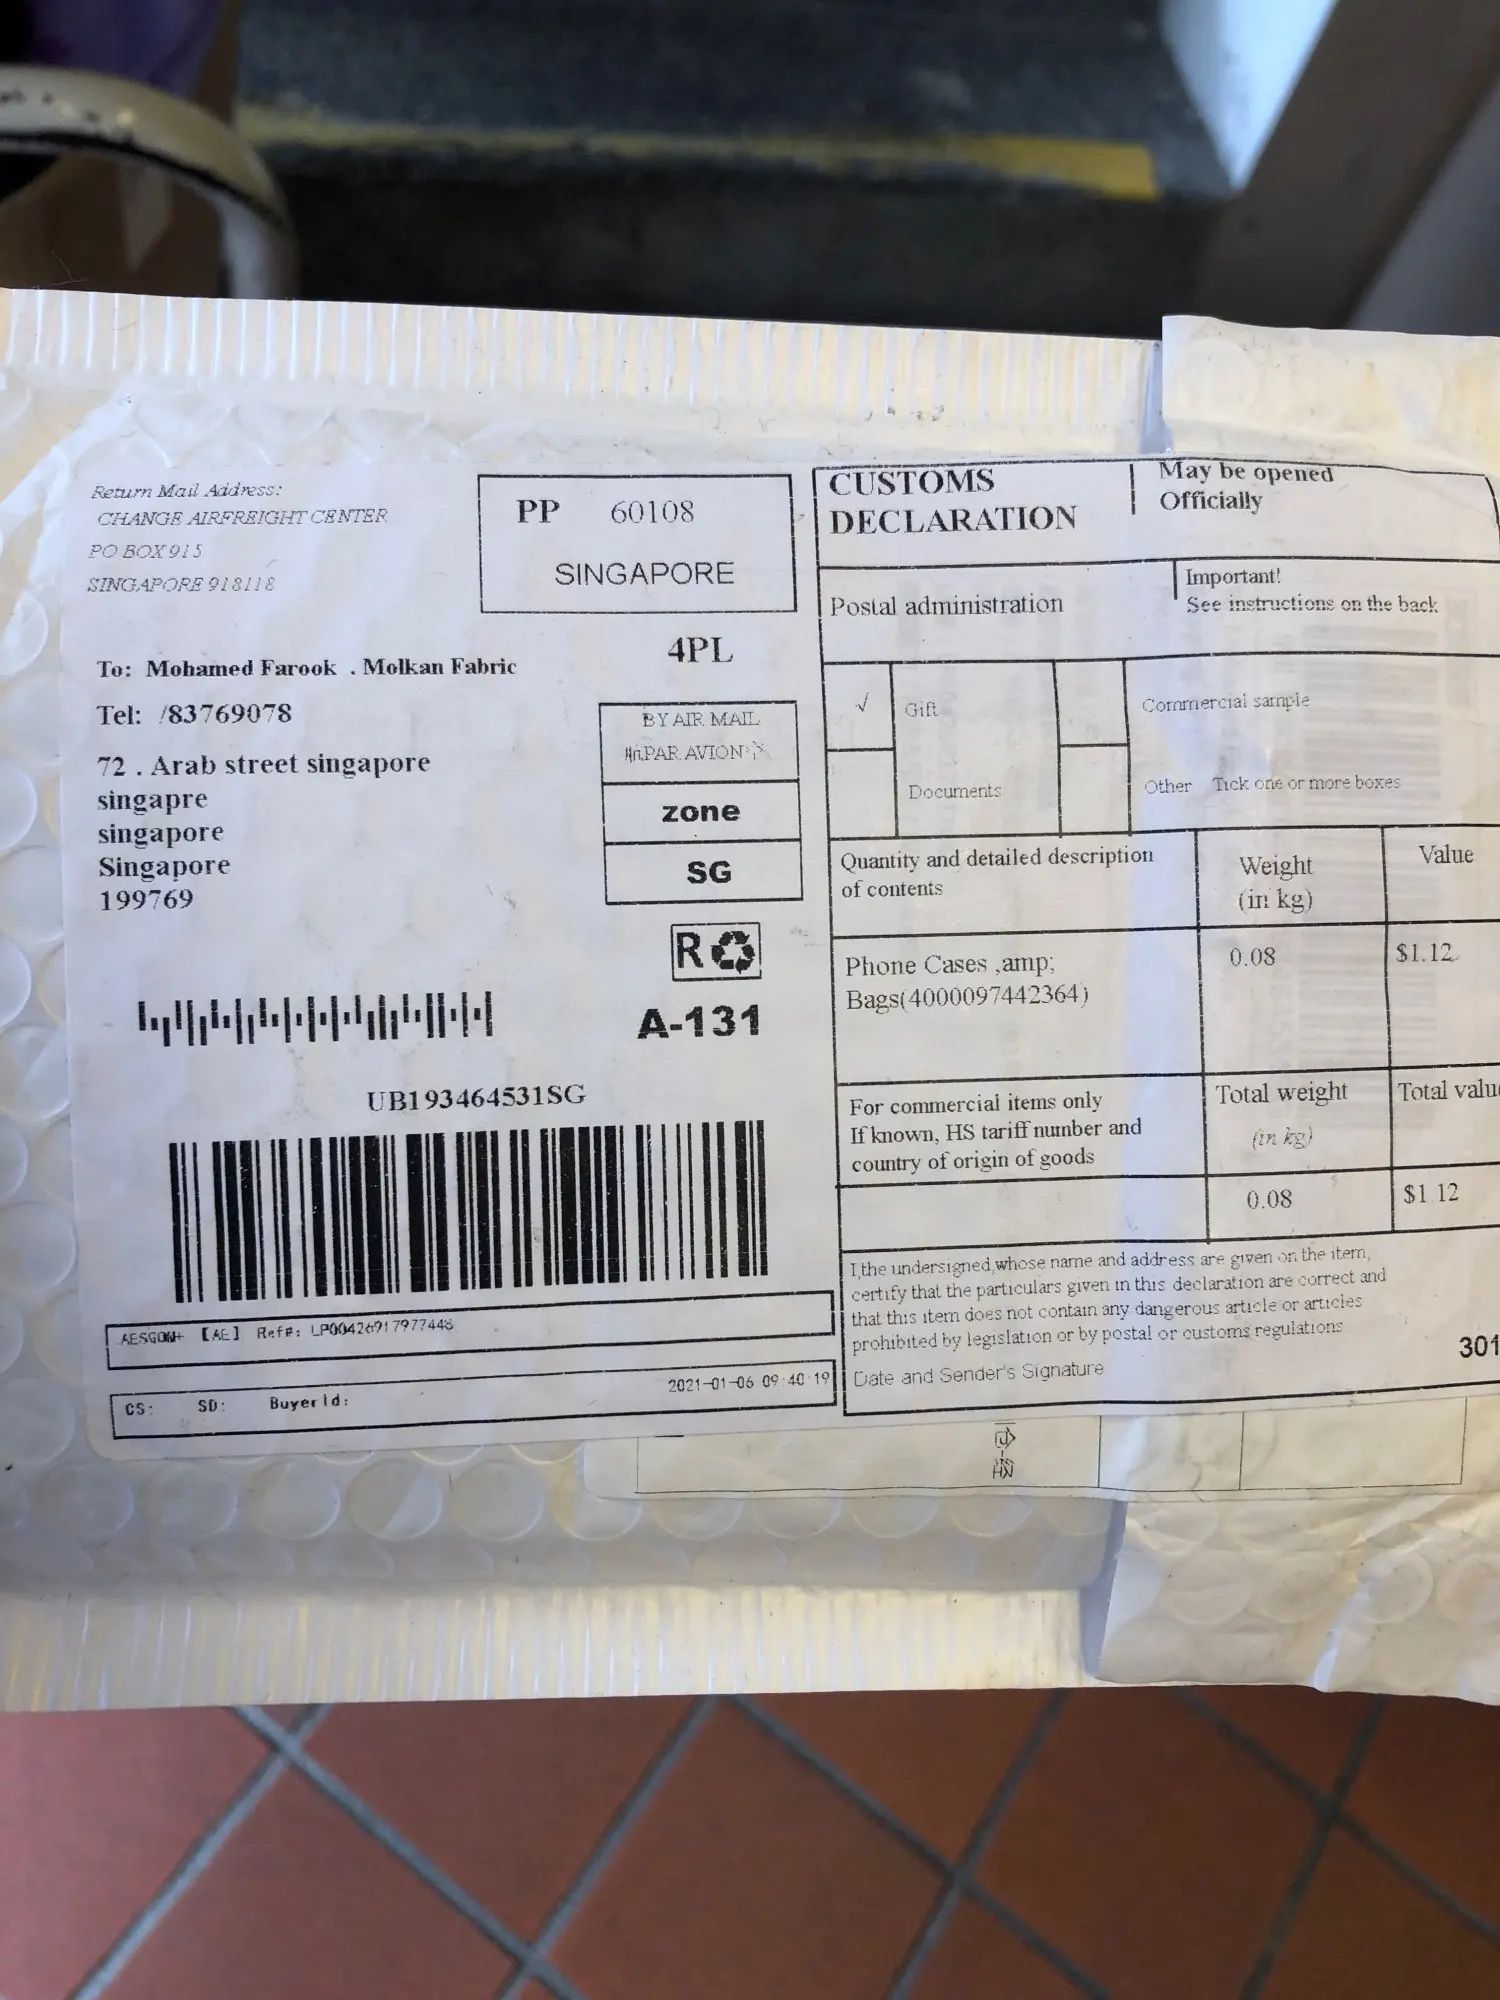 Return Mail Address:
CHANGE AIRFREIGHT CENTER
PO BOX 915
SINGAPORE 918118
PP 60108
SINGAPORE
4PL
To: Mohamed Farook . Molkan Fabric
Tel: /83769078
72 . Arab street singapore
singapre
singapore
Singapore
199769
BY AIR MAIL
PAR AVION
zone
SG
R
A-131
UB193464531SG
AESGOM+ [AE] Ref#: LP00426917977448
CS: SD: Buyer Id:
2021-01-06 09:40:19
CUSTOMS
DECLARATION
May be opened
Officially
Postal administration
Important!
See instructions on the back
√ Gift
Commercial sample
Documents
Other Tick one or more boxes
Quantity and detailed description
of contents
Weight
(in kg)
Value
Phone Cases ,amp;
Bags(4000097442364)
0.08
$1.12
For commercial items only
If known, HS tariff number and
country of origin of goods
Total weight
(in kg)
Total valu
0.08
$1.12
I,the undersigned,whose name and address are given on the item,
certify that the particulars given in this declaration are correct and
that this item does not contain any dangerous article or articles
prohibited by legislation or by postal or customs regulations
Date and Sender's Signature
301